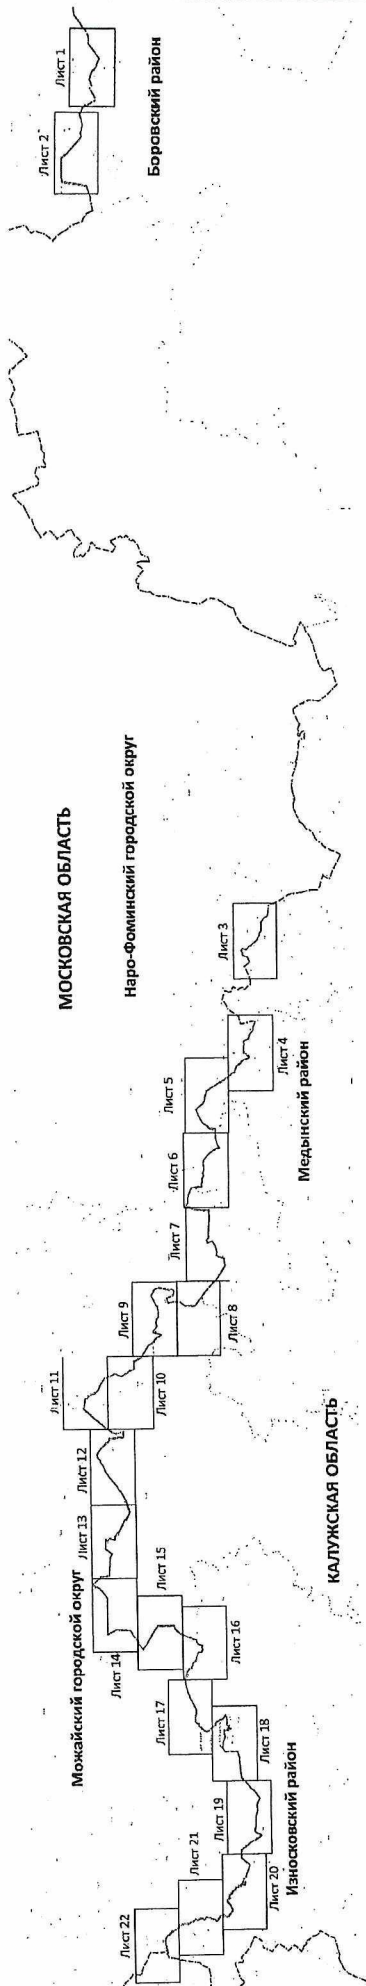 Лист 1
Лист 2
Боровский район
МОСКОВСКАЯ ОБЛАСТЬ
Наро-Фоминский городской округ
Лист 3
Лист 4
Медынский район
Лист 5
Лист 6
Лист 7
Лист 8
Лист 9
Лист 10
Лист 11
Лист 12
Лист 13
КАЛУЖСКАЯ ОБЛАСТЬ
Можайский городской округ
Лист 14
Лист 15
Лист 16
Лист 17
Лист 18
Лист 19
Износковский район
Лист 20
Лист 21
Лист 22